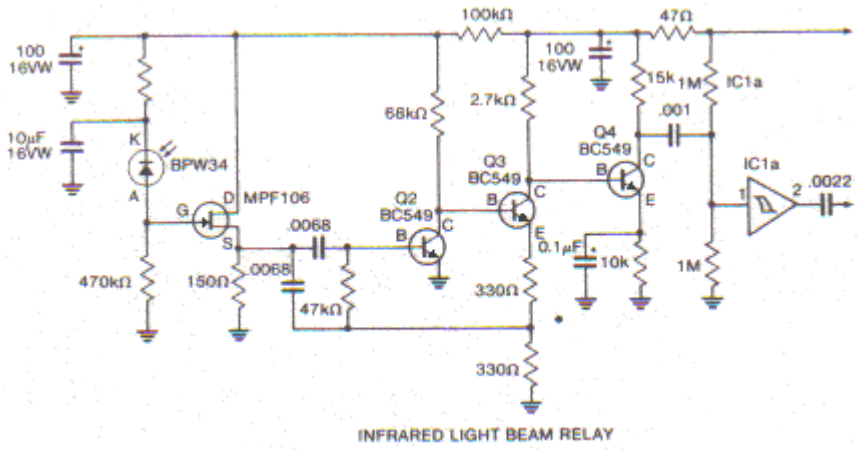 100kΩ
47Ω
100
16VW
100
16VW
15k
1M
IC1a
68kΩ
2.7kΩ
.001
10µF
16VW
K
BPW34
Q4
BC549
Q3
BC549
C
B
IC1a
A
D
MPF106
Q2
BC549
C
B
E
1
2
.0022
G
S
.0068
C
B
E
0.1µF
10k
470kΩ
150Ω
.0068
47kΩ
330Ω
1M
330Ω
INFRARED LIGHT BEAM RELAY